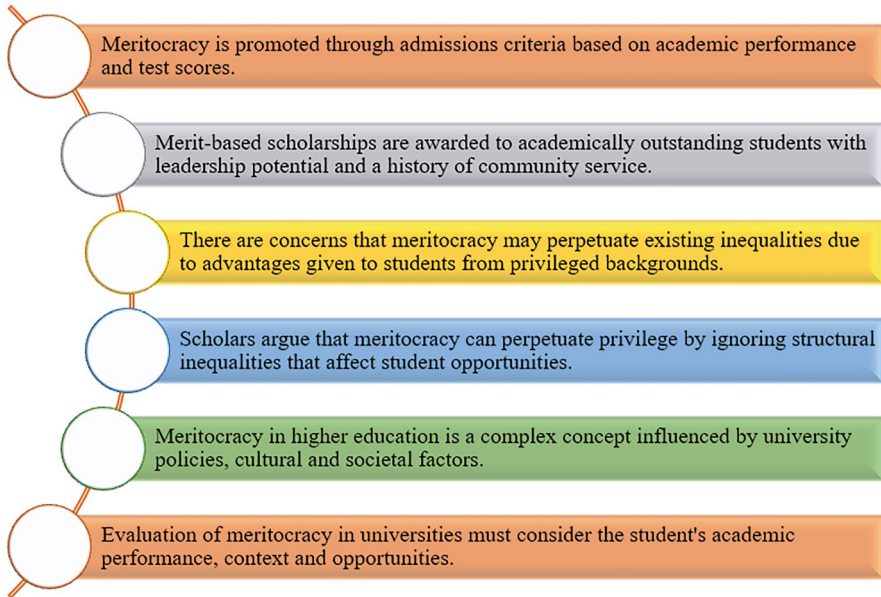 Meritocracy is promoted through admissions criteria based on academic performance
and test scores.
Merit-based scholarships are awarded to academically outstanding students with
leadership potential and a history of community service.
There are concerns that meritocracy may perpetuate existing inequalities due
to advantages given to students from privileged backgrounds.
Scholars argue that meritocracy can perpetuate privilege by ignoring structural
inequalities that affect student opportunities.
Meritocracy in higher education is a complex concept influenced by university
policies, cultural and societal factors.
Evaluation of meritocracy in universities must consider the student's academic
performance, context and opportunities.